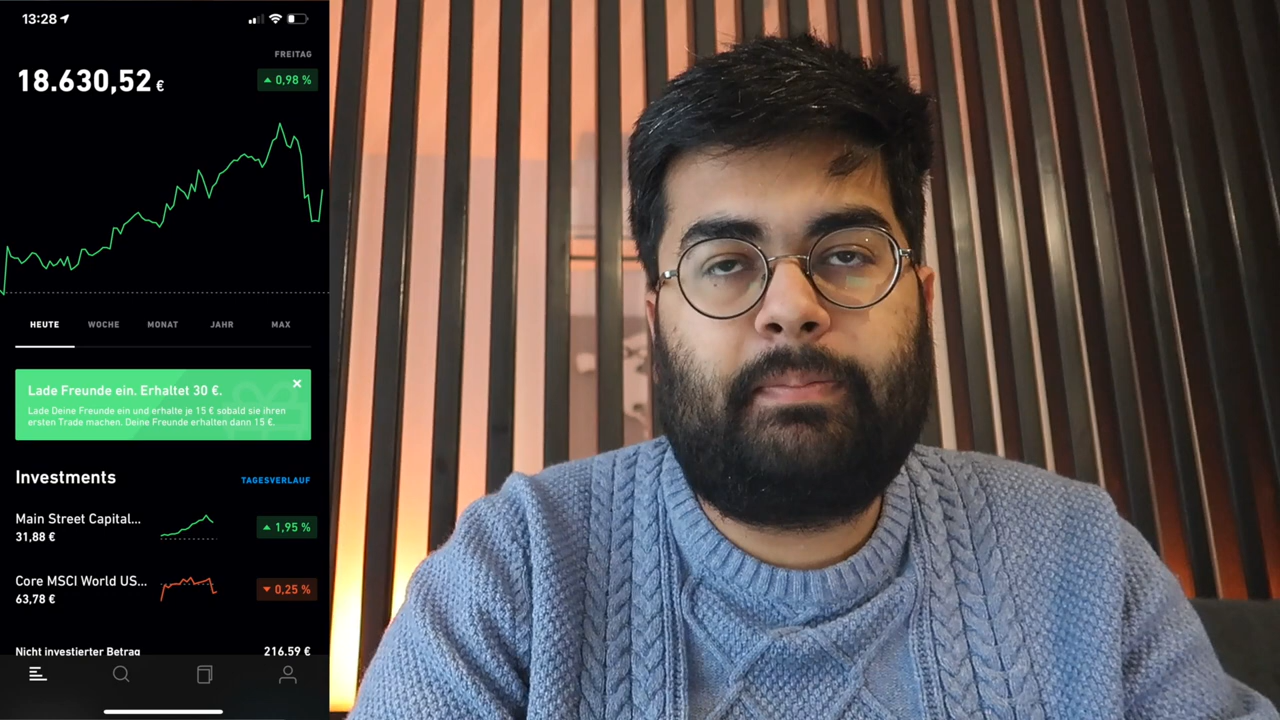 13:28
FREITAG
18.630,52 €
0,98 %
HEUTE WOCHE MONAT JAHR MAX
Lade Freunde ein. Erhaltet 30 €.
Lade Deine Freunde ein und erhalte je 15 € sobald sie ihren
ersten Trade machen. Deine Freunde erhalten dann 15 €.
Investments TAGESVERLAUF
Main Street Capital...
31,88 €
1,95 %
Core MSCI World US...
63,78 €
0,25 %
Nicht investierter Betrag 216.59 €